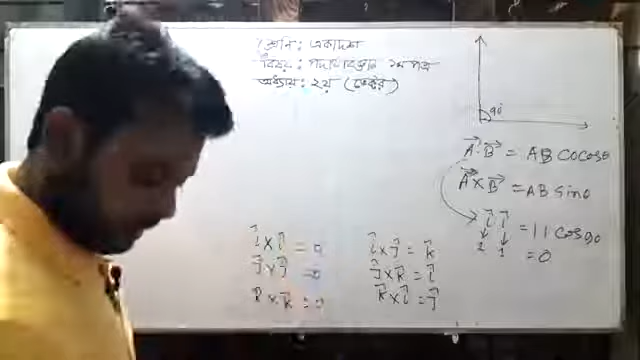 শ্রেনি: একাদশ
বিষয়: পদার্থবিজ্ঞান ১ম পত্র
অধ্যায়: ২য় (ভেক্টর)
90
A⃗·B⃗ = AB cosθ
A⃗×B⃗ = AB sinθ
î ĵ = 11 cos90
1 1 = 0
î×î = 0
ĵ×ĵ = 0
k̂×k̂ = 0
î×ĵ = k̂
ĵ×k̂ = î
k̂×î = ĵ